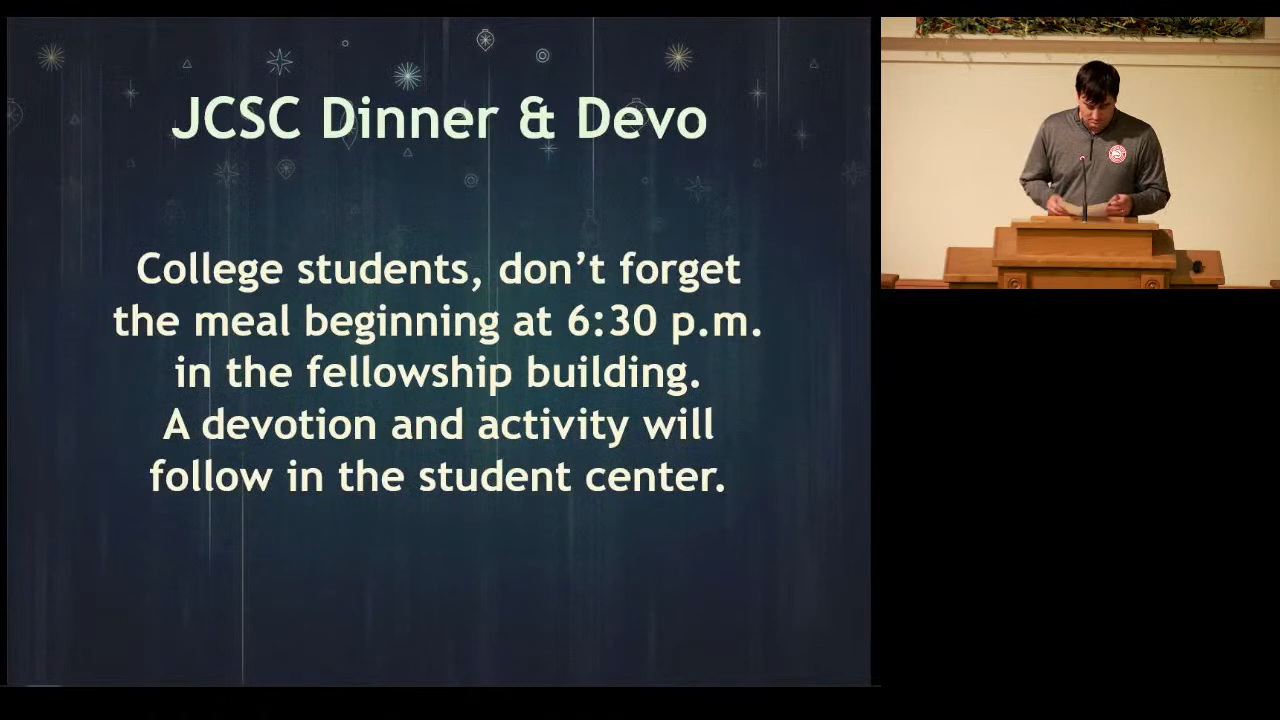 JCSC Dinner & Devo
College students, don’t forget
the meal beginning at 6:30 p.m.
in the fellowship building.
A devotion and activity will
follow in the student center.